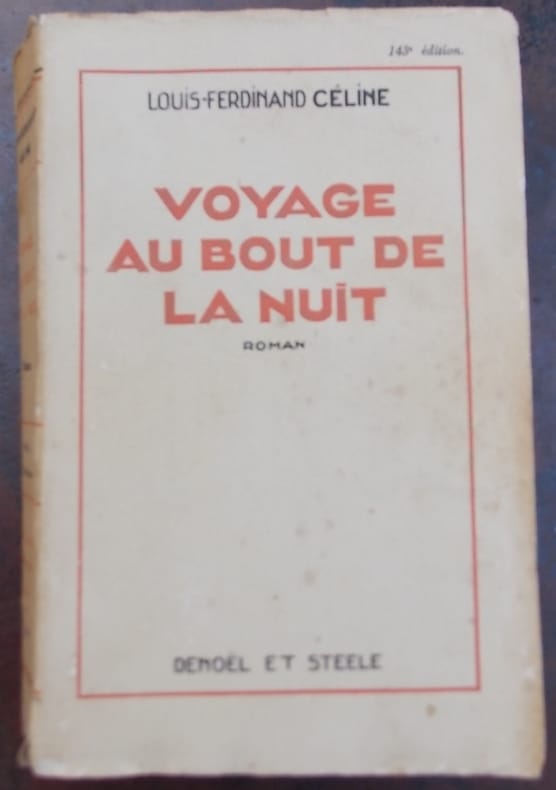 143e édition.
LOUIS-FERDINAND CÉLINE
VOYAGE
AU BOUT DE
LA NUIT
ROMAN
DENOËL ET STEELE